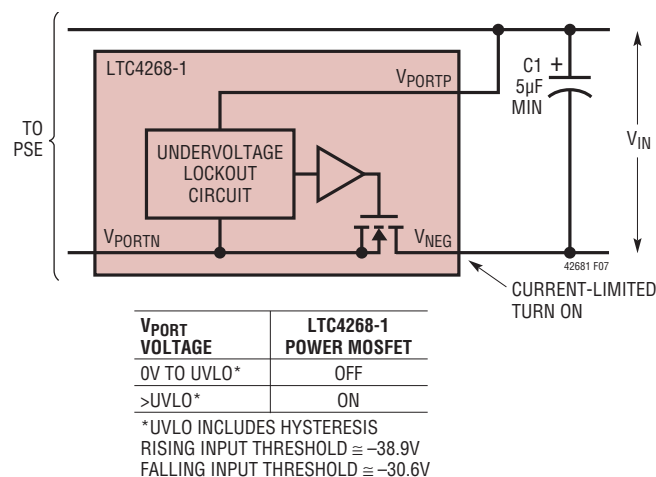 LTC4268-1
VPORTP
C1 +
5µF
MIN
TO
PSE
VIN
UNDERVOLTAGE
LOCKOUT
CIRCUIT
VPORTN
VNEG
42681 F07
CURRENT-LIMITED
TURN ON
VPORT
VOLTAGE
LTC4268-1
POWER MOSFET
0V TO UVLO* OFF
>UVLO* ON
*UVLO INCLUDES HYSTERESIS
RISING INPUT THRESHOLD ≅ –38.9V
FALLING INPUT THRESHOLD ≅ –30.6V